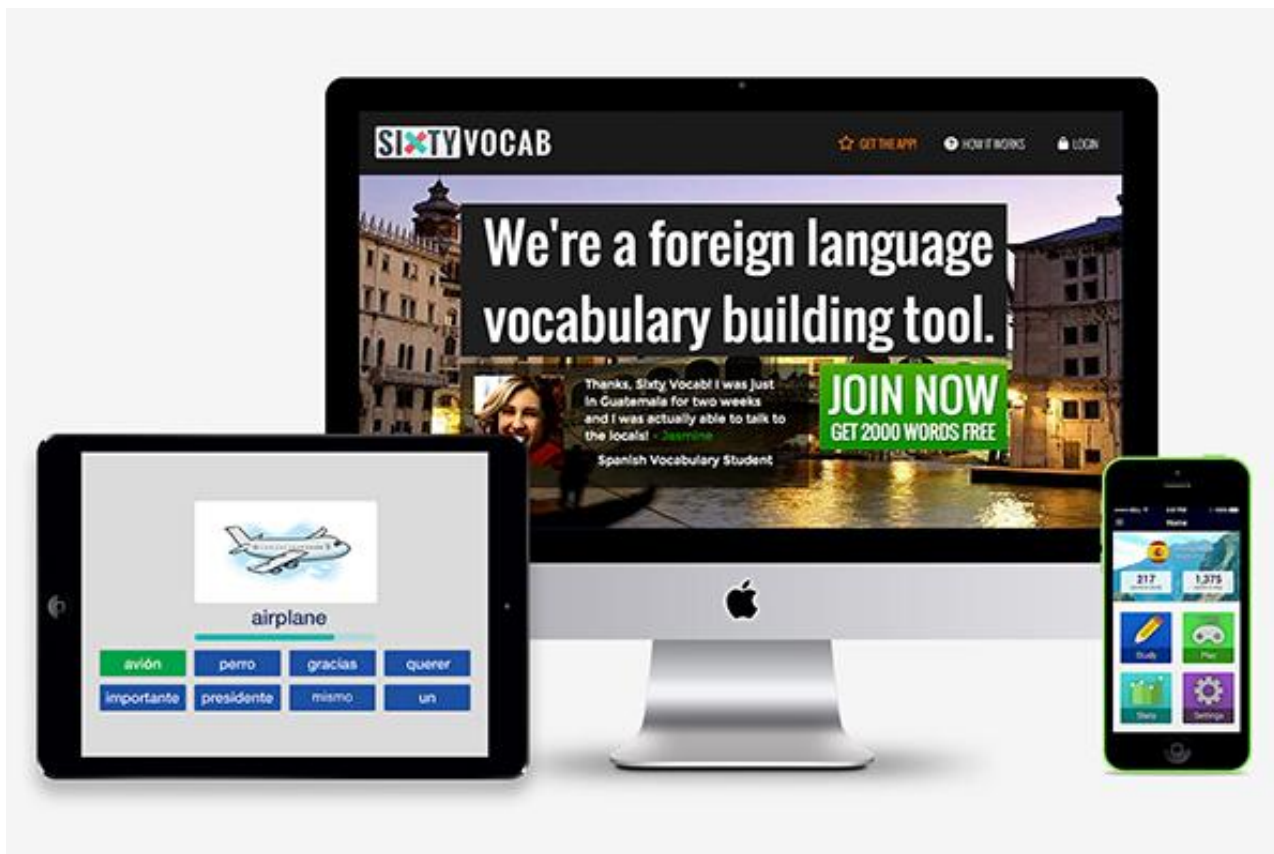 SIXTYVOCAB
GET THE APP!
HOW IT WORKS
LOGIN
We're a foreign language
vocabulary building tool.
Thanks, Sixty Vocab! I was just
in Guatemala for two weeks
and I was actually able to talk to
the locals! - Jasmine
Spanish Vocabulary Student
JOIN NOW
GET 2000 WORDS FREE
airplane
avión perro gracias querer
importante presidente mismo un
Home
217 1,375
Study Play
Stats Settings